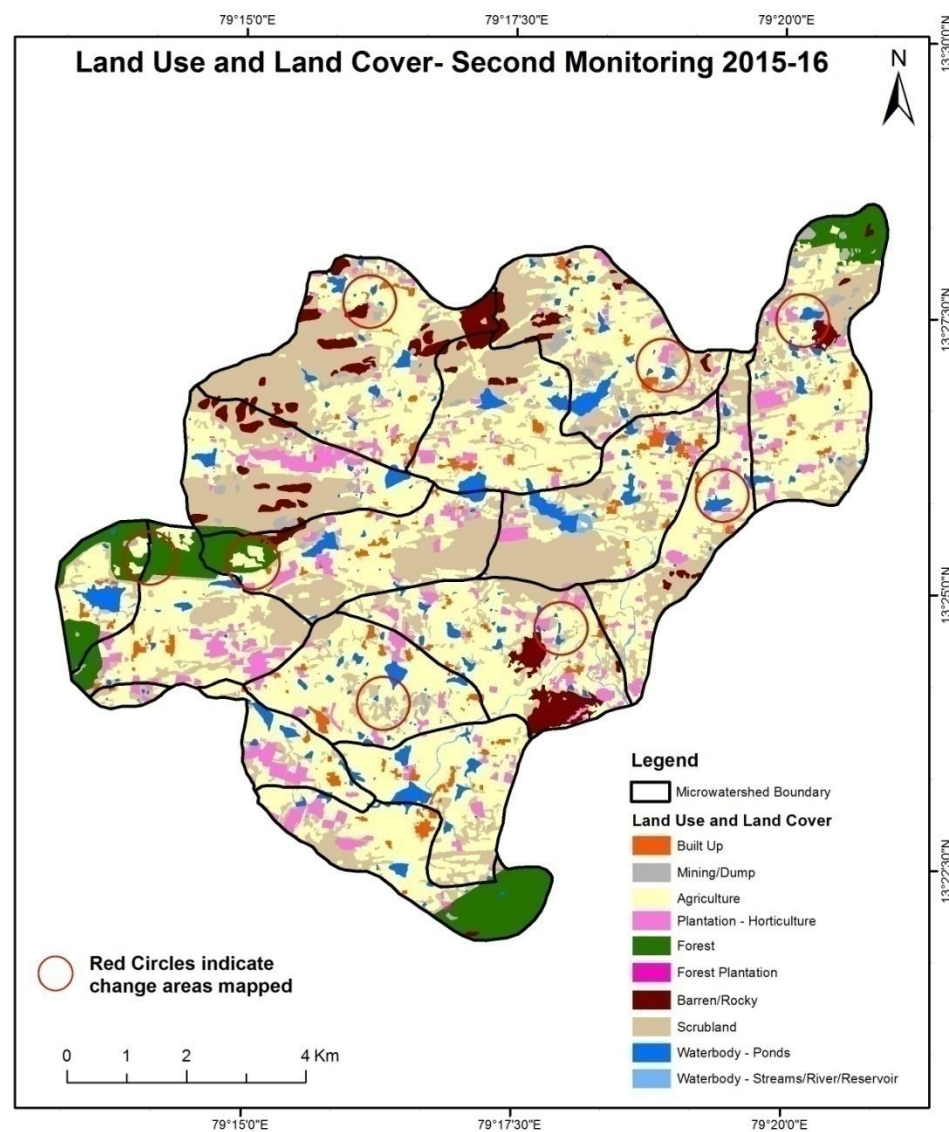 79°15'0"E 79°17'30"E 79°20'0"E
Land Use and Land Cover- Second Monitoring 2015-16
N
13°30'0"N
13°27'30"N
13°25'0"N
13°22'30"N
Legend
Microwatershed Boundary
Land Use and Land Cover
Built Up
Mining/Dump
Agriculture
Plantation - Horticulture
Forest
Forest Plantation
Barren/Rocky
Scrubland
Waterbody - Ponds
Waterbody - Streams/River/Reservoir
Red Circles indicate
change areas mapped
0 1 2 4 Km
79°15'0"E 79°17'30"E 79°20'0"E